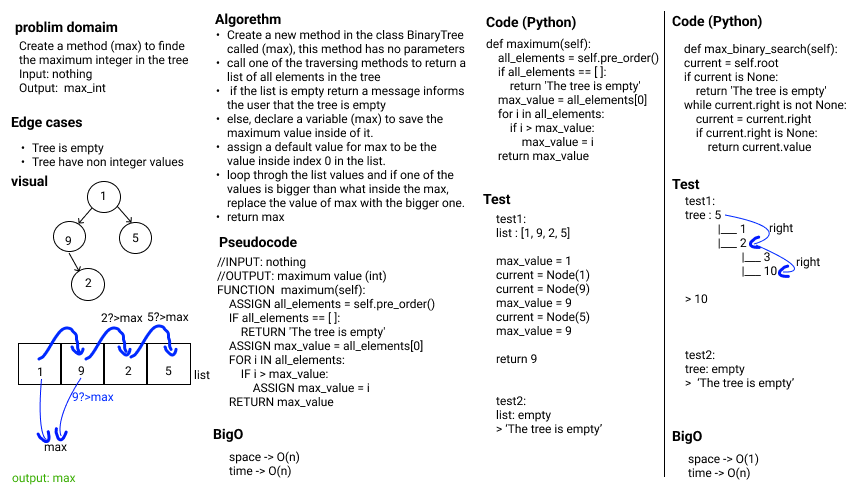 problim domaim
Create a method (max) to finde
the maximum integer in the tree
Input: nothing
Output: max_int
Edge cases
• Tree is empty
• Tree have non integer values
visual
1
9
5
2
2?>max
5?>max
1
9
2
5
list
9?>max
max
output: max
Algorethm
• Create a new method in the class BinaryTree
called (max), this method has no parameters
• call one of the traversing methods to return a
list of all elements in the tree
• if the list is empty return a message informs
the user that the tree is empty
• else, declare a variable (max) to save the
maximum value inside of it.
• assign a default value for max to be the
value inside index 0 in the list.
• loop throgh the list values and if one of the
values is bigger than what inside the max,
replace the value of max with the bigger one.
• return max
Pseudocode
//INPUT: nothing
//OUTPUT: maximum value (int)
FUNCTION maximum(self):
ASSIGN all_elements = self.pre_order()
IF all_elements == [ ]:
RETURN 'The tree is empty'
ASSIGN max_value = all_elements[0]
FOR i IN all_elements:
IF i > max_value:
ASSIGN max_value = i
RETURN max_value
BigO
space -> O(n)
time -> O(n)
Code (Python)
def maximum(self):
all_elements = self.pre_order()
if all_elements == [ ]:
return 'The tree is empty'
max_value = all_elements[0]
for i in all_elements:
if i > max_value:
max_value = i
return max_value
Test
test1:
list : [1, 9, 2, 5]
max_value = 1
current = Node(1)
current = Node(9)
max_value = 9
current = Node(5)
max_value = 9
return 9
test2:
list: empty
> 'The tree is empty'
Code (Python)
def max_binary_search(self):
current = self.root
if current is None:
return 'The tree is empty'
while current.right is not None:
current = current.right
if current.right is None:
return current.value
Test
test1:
tree : 5
|___ 1
right
|___ 2
|___ 3
right
|___ 10
> 10
test2:
tree: empty
> 'The tree is empty'
BigO
space -> O(1)
time -> O(n)